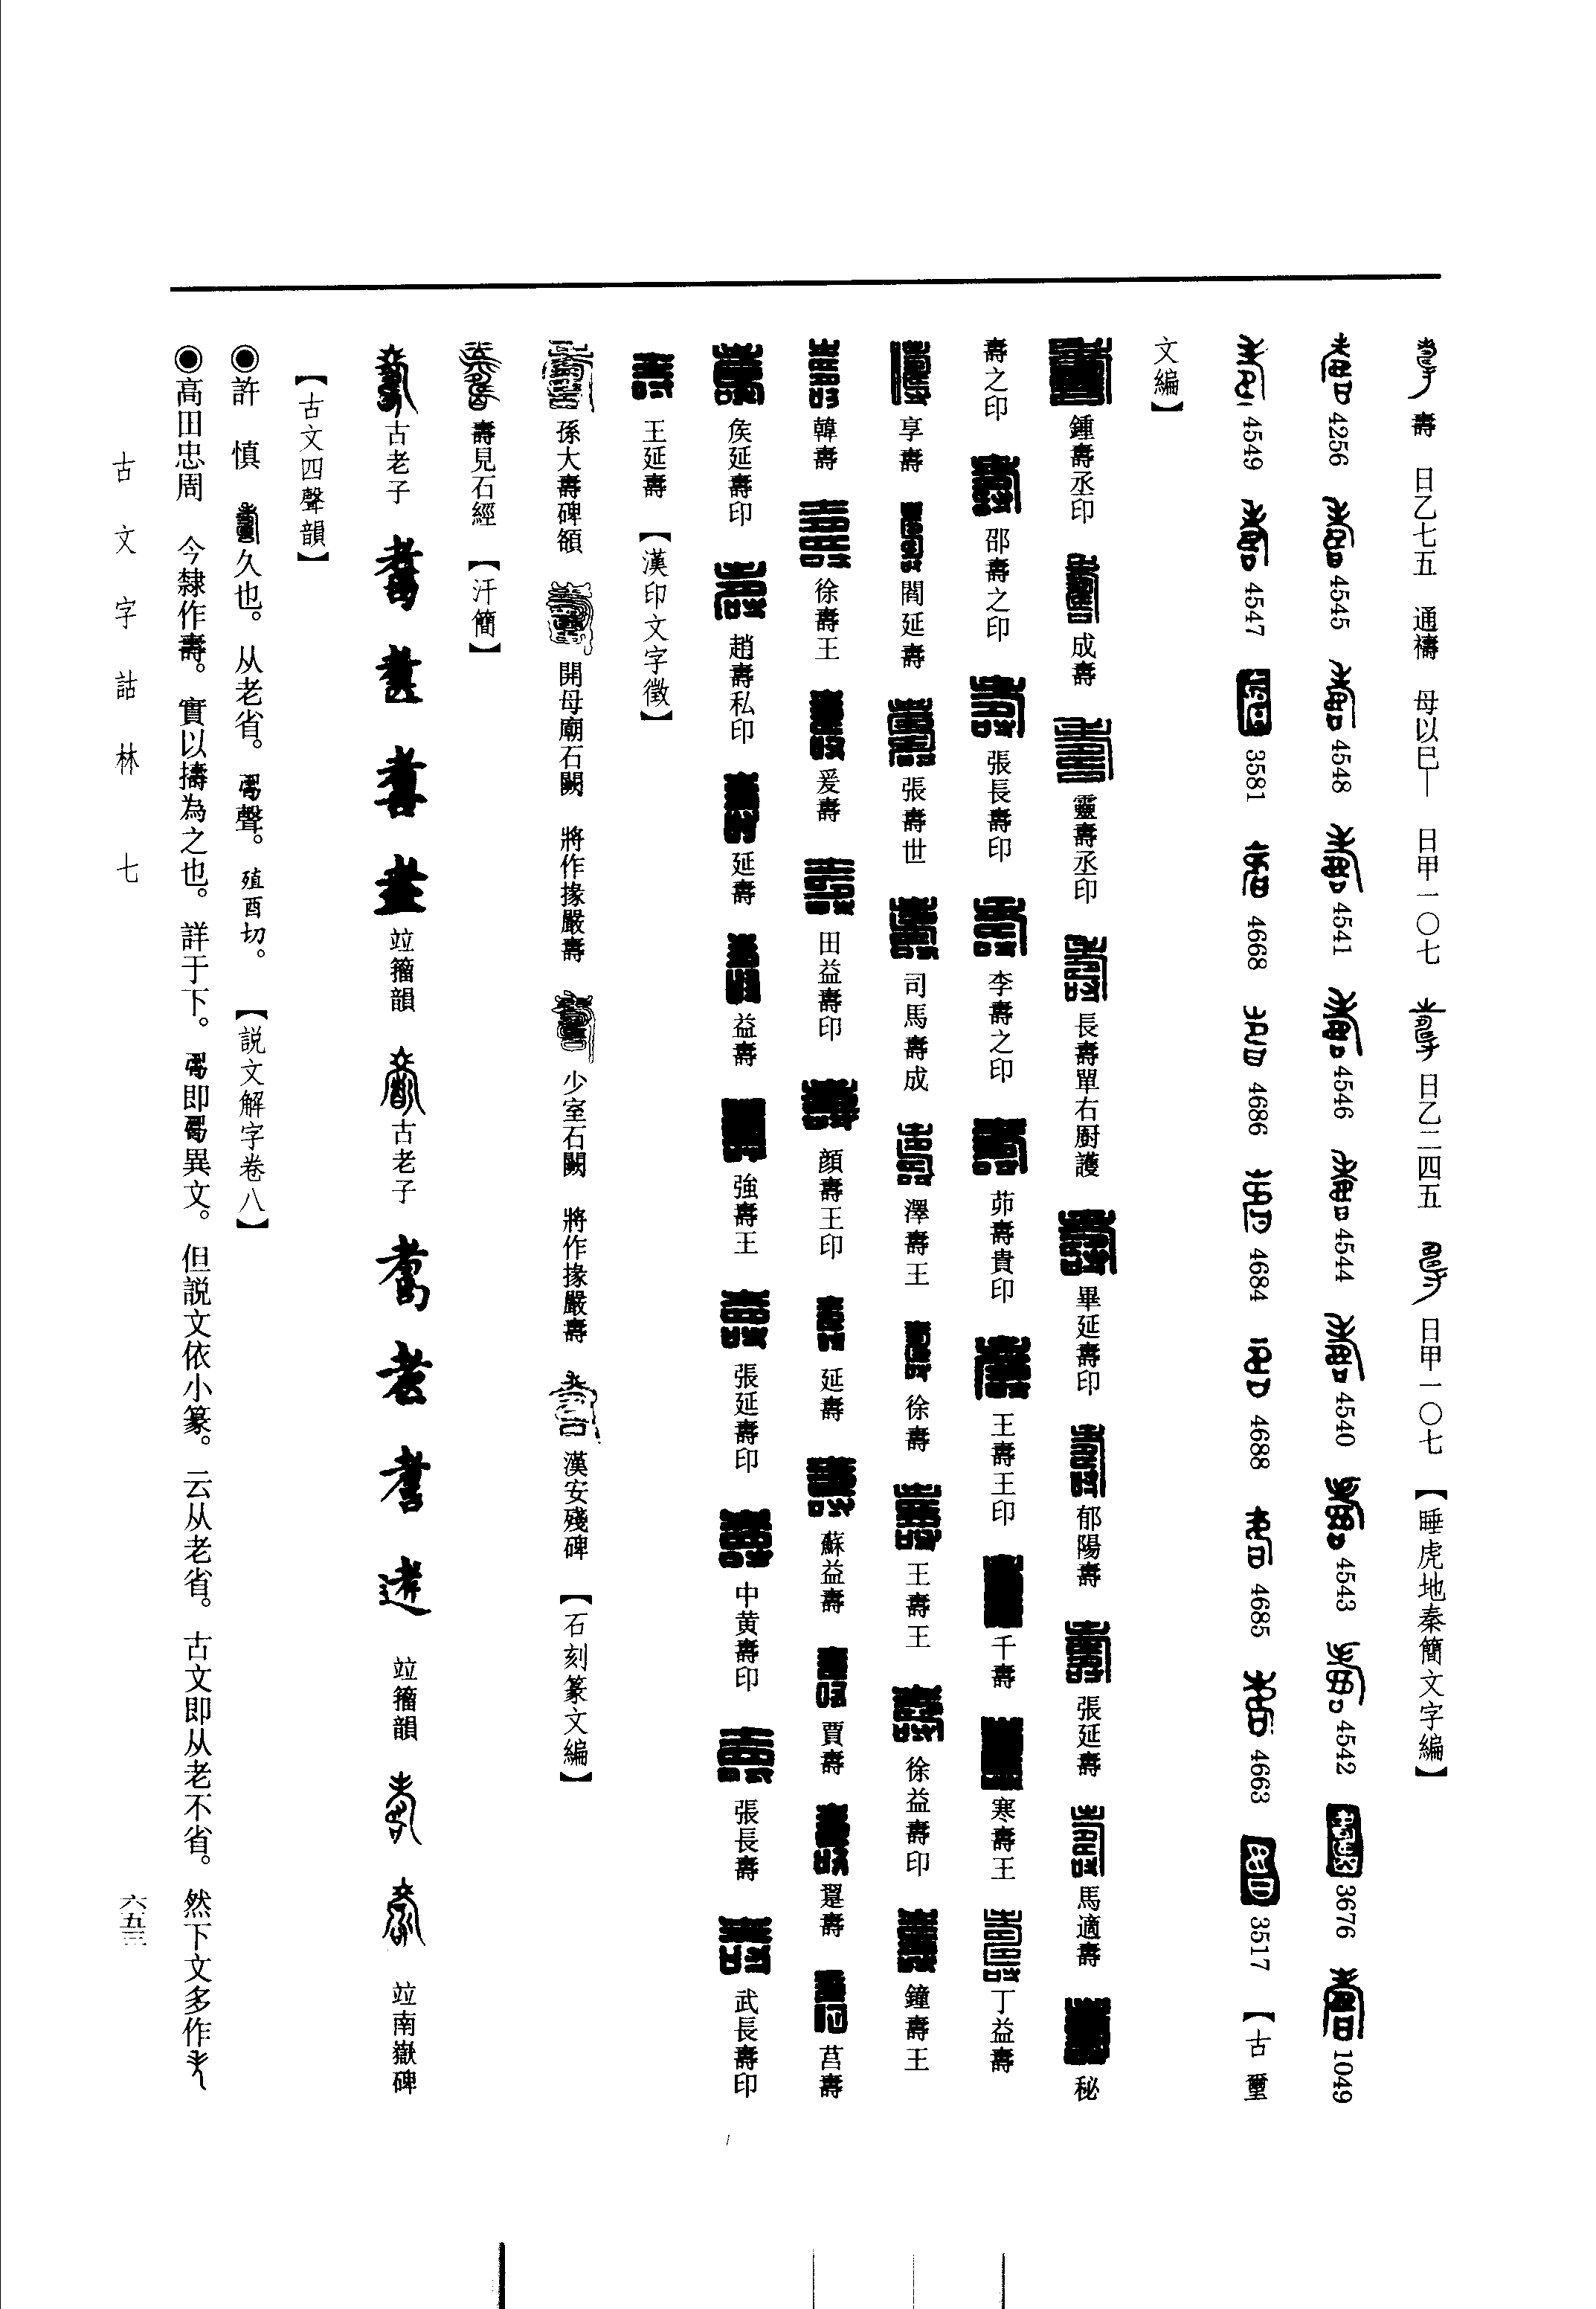 壽　日乙七五　通禱　母以巳—　日甲一〇七　日乙二四五　日甲一〇七　【睡虎地秦簡文字編】
4256　4545　4548　4541　4546　4544　4540　4543　4542　3676　1049
4549　4547　3581　4668　4686　4684　4688　4685　4663　3517　【古璽
文編】
鍾壽丞印　成壽　靈壽丞印　長壽單右厨護　畢延壽印　郁陽壽　張延壽　馬適壽　秘
壽之印　邵壽之印　張長壽印　李壽之印　茆壽貴印　王壽王印　千壽　寒壽王　丁益壽
享壽　閻延壽　張壽世　司馬壽成　澤壽王　徐壽　王壽王　徐益壽印　鐘壽王
韓壽　徐壽王　爰壽　田益壽印　顔壽王印　延壽　蘇益壽　賈壽　壽　莒壽
矦延壽印　趙壽私印　延壽　益壽　強壽王　張延壽印　中黄壽印　張長壽　武長壽印
王延壽　【漢印文字徵】
孫大壽碑額　開母廟石闕　將作掾嚴壽　少室石闕　將作掾嚴壽　漢安殘碑　【石刻篆文編】
壽見石經　【汗簡】
古老子　竝籀韻　古老子　竝籀韻　竝南嶽碑
【古文四聲韻】
◉許　慎　久也。从老省。聲。殖酉切。　【説文解字卷八】
◉高田忠周　今隸作壽。實以擣為之也。詳于下。即異文。但説文依小篆。云从老省。古文即从老不省。然下文多作
古文字詁林　七
六五三